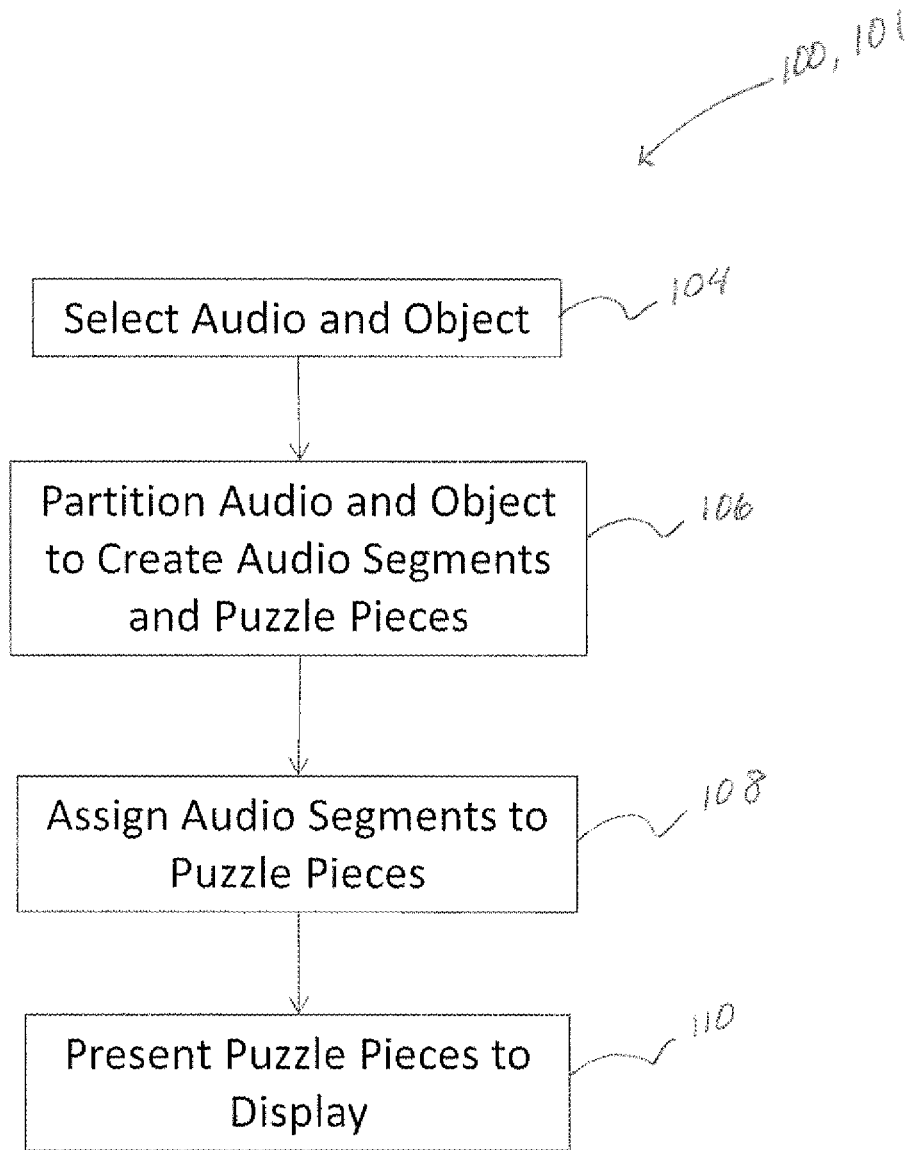 100, 101
Select Audio and Object
104
Partition Audio and Object
to Create Audio Segments
and Puzzle Pieces
106
Assign Audio Segments to
Puzzle Pieces
108
Present Puzzle Pieces to
Display
110